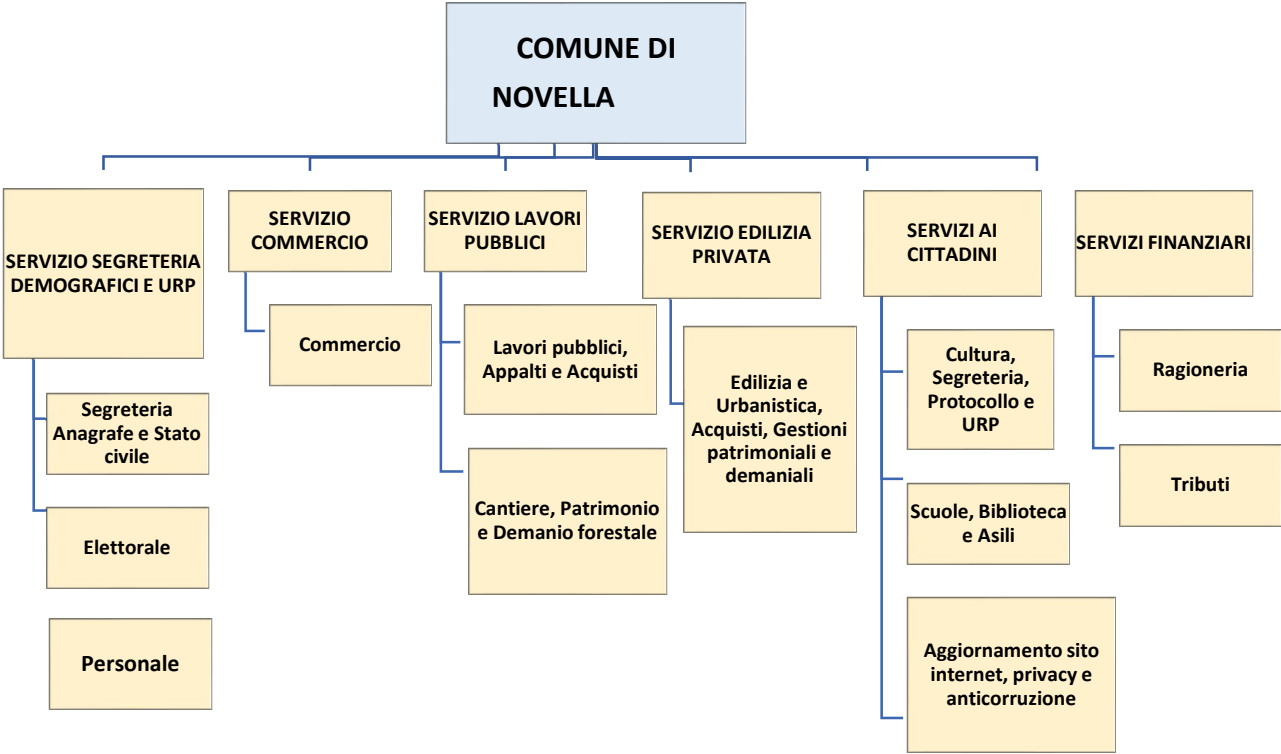 COMUNE DI
NOVELLA
SERVIZIO SEGRETERIA
DEMOGRAFICI E URP
Segreteria
Anagrafe e Stato
civile
Elettorale
Personale
SERVIZIO
COMMERCIO
Commercio
SERVIZIO LAVORI
PUBBLICI
Lavori pubblici,
Appalti e Acquisti
Cantiere, Patrimonio
e Demanio forestale
SERVIZIO EDILIZIA
PRIVATA
Edilizia e
Urbanistica,
Acquisti, Gestioni
patrimoniali e
demaniali
SERVIZI AI
CITTADINI
Cultura,
Segreteria,
Protocollo e
URP
Scuole, Biblioteca
e Asili
Aggiornamento sito
internet, privacy e
anticorruzione
SERVIZI FINANZIARI
Ragioneria
Tributi